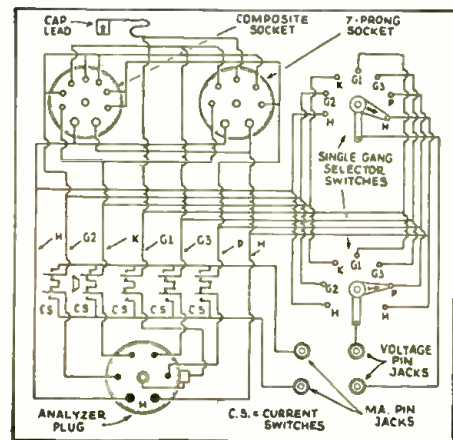 CAP
LEAD
COMPOSITE
SOCKET
7-PRONG
SOCKET
K
G1
G3
G2
P
H
H
SINGLE GANG
SELECTOR
SWITCHES
H
G2
K
G1
G3
P
H
K
G1
G3
G2
P
H
H
CS
CS
CS
CS
CS
VOLTAGE
PIN
JACKS
H
ANALYZER
PLUG
C.S.= CURRENT
SWITCHES
MA. PIN
JACKS